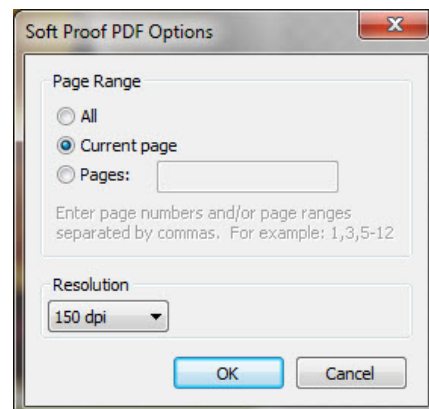 Soft Proof PDF Options
Page Range
All
Current page
Pages:
Enter page numbers and/or page ranges
separated by commas. For example: 1,3,5-12
Resolution
150 dpi
OK Cancel